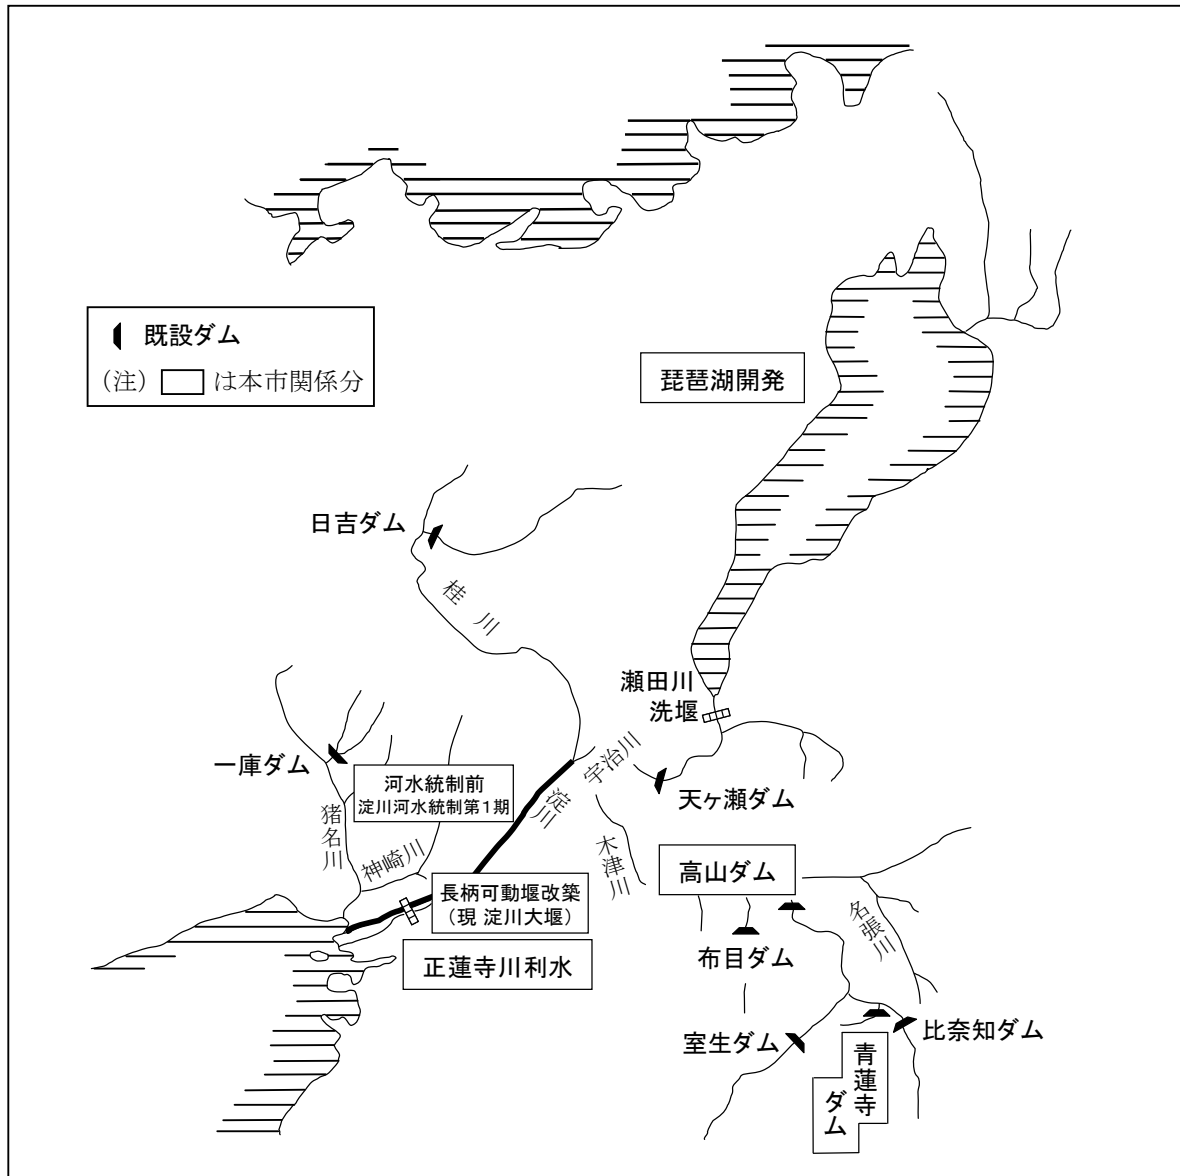 既設ダム
(注) は本市関係分
琵琶湖開発
日吉ダム
桂川
瀬田川
洗堰
宇治川
一庫ダム
河水統制前
淀川河水統制第1期
淀川
天ヶ瀬ダム
猪名川
木津川
神崎川
高山ダム
長柄可動堰改築
(現 淀川大堰)
名張川
布目ダム
正蓮寺川利水
室生ダム
比奈知ダム
青蓮寺
ダム